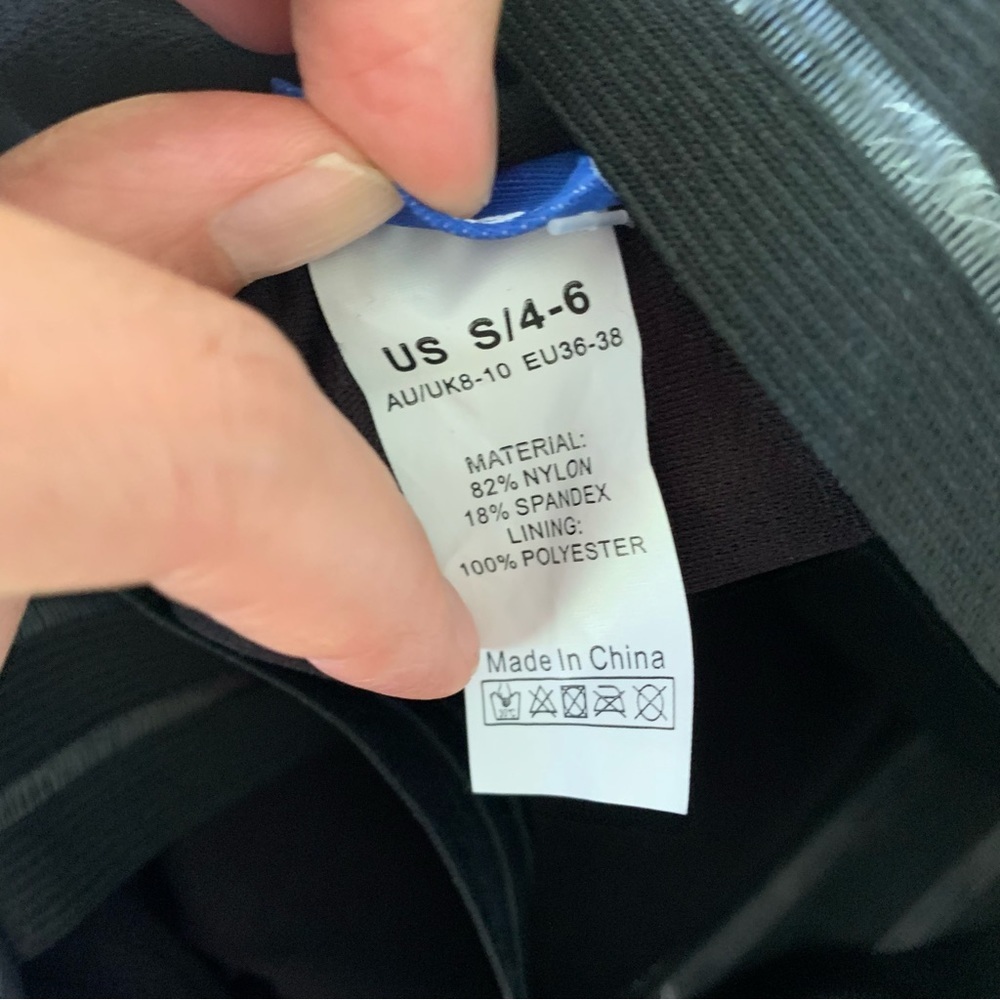 US S/4-6
AU/UK8-10 EU36-38
MATERIAL:
82% NYLON
18% SPANDEX
LINING:
100% POLYESTER
Made In China
30℃